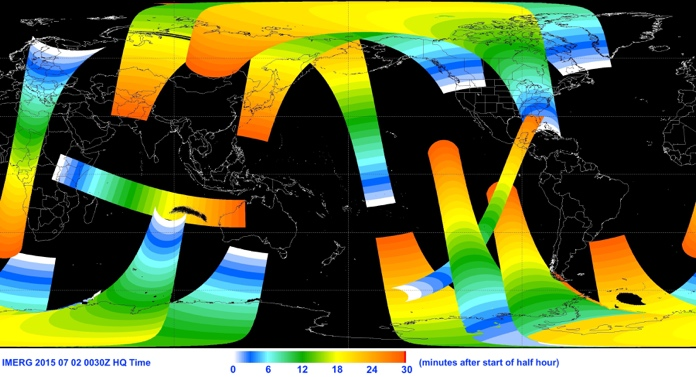 IMERG 2015 07 02 0030Z HQ Time
(minutes after start of half hour)
0 6 12 18 24 30